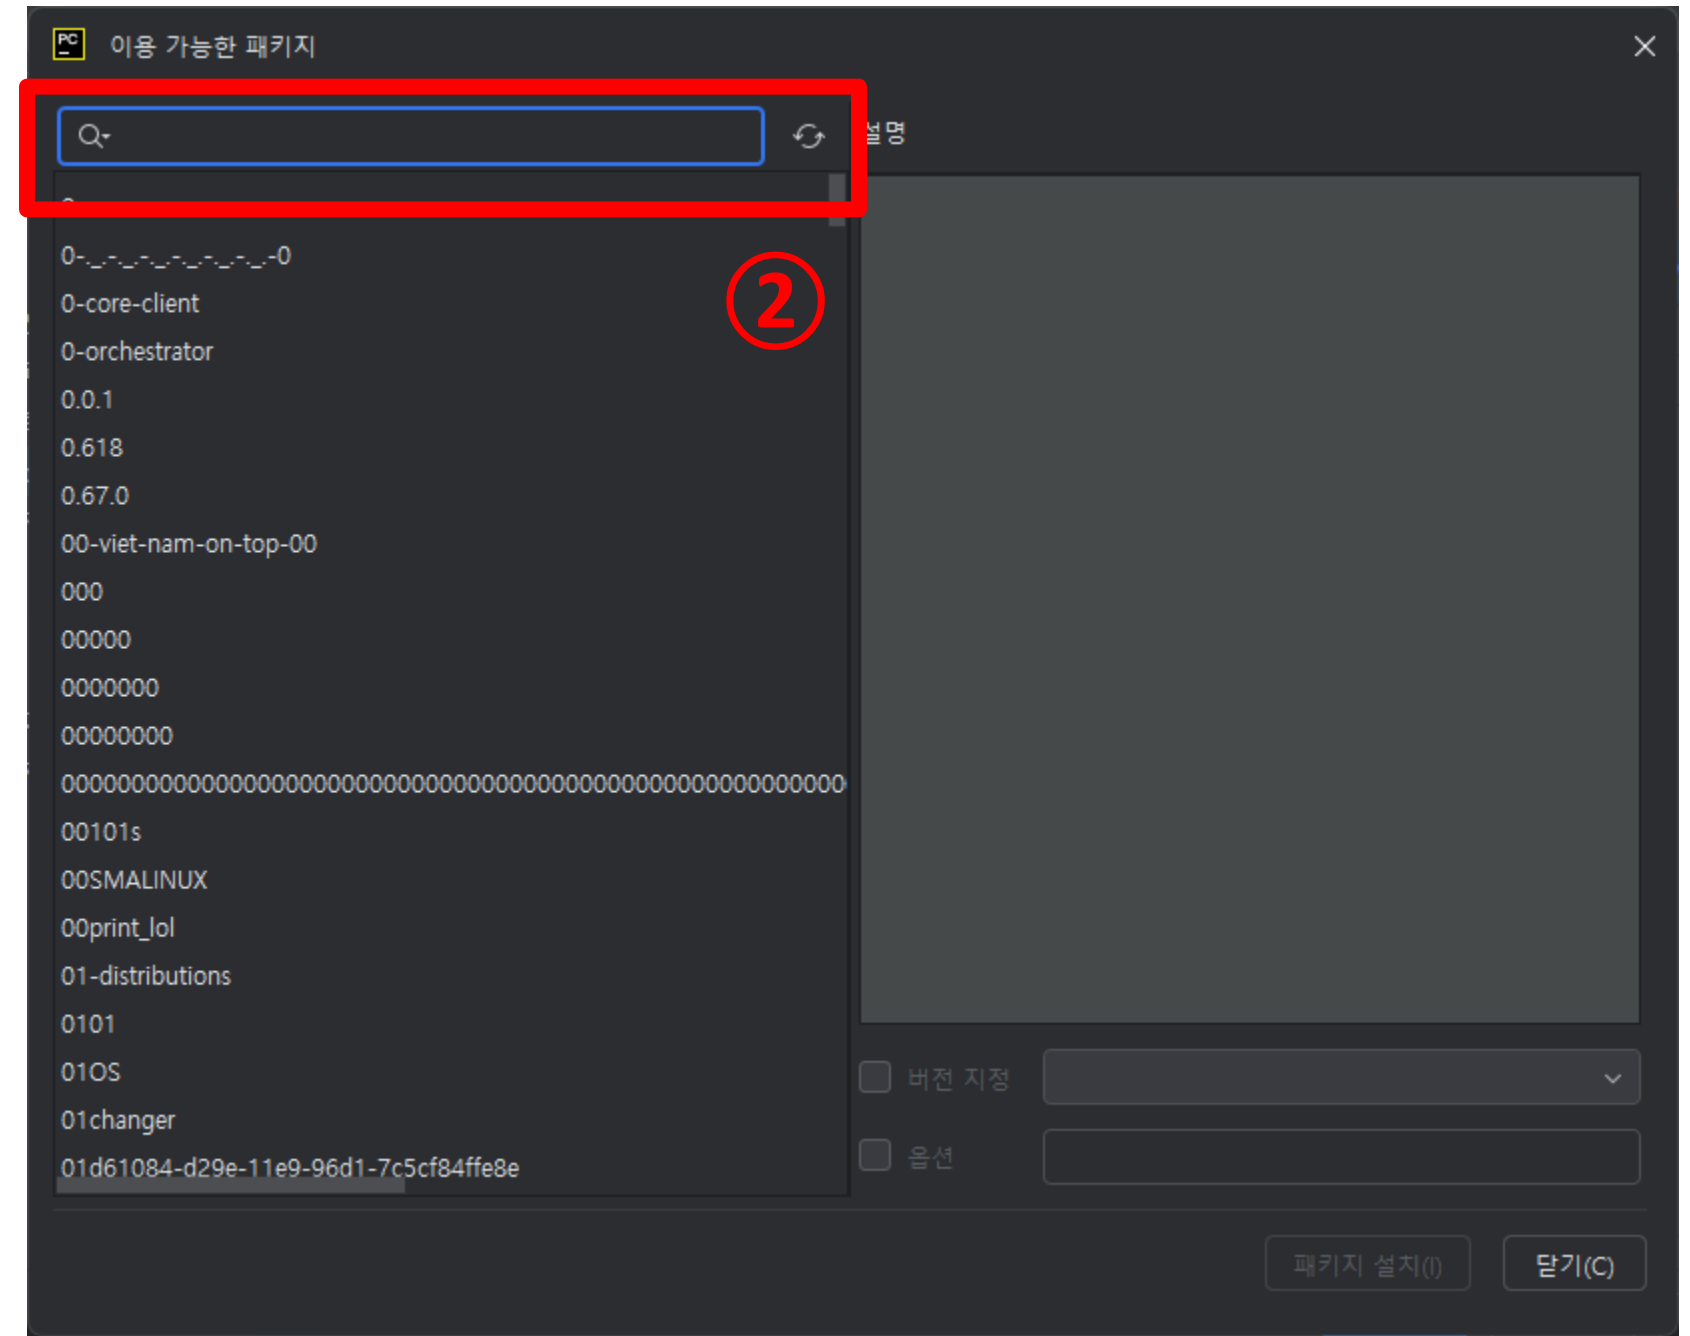 PC
이용 가능한 패키지
설명
②
0-._.-._.-._.-._.-._.-._.-0
0-core-client
0-orchestrator
0.0.1
0.618
0.67.0
00-viet-nam-on-top-00
000
00000
0000000
00000000
00101s
00SMALINUX
00print_lol
01-distributions
0101
01OS
01changer
01d61084-d29e-11e9-96d1-7c5cf84ffe8e
버전 지정
옵션
패키지 설치(I)
닫기(C)